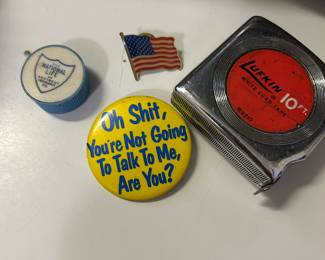 NATIONAL
LIFE
Oh Shit,
You're Not Going
To Talk To Me,
Are You?
LUFKIN
10 FT.
WHITE CLAD TAPE